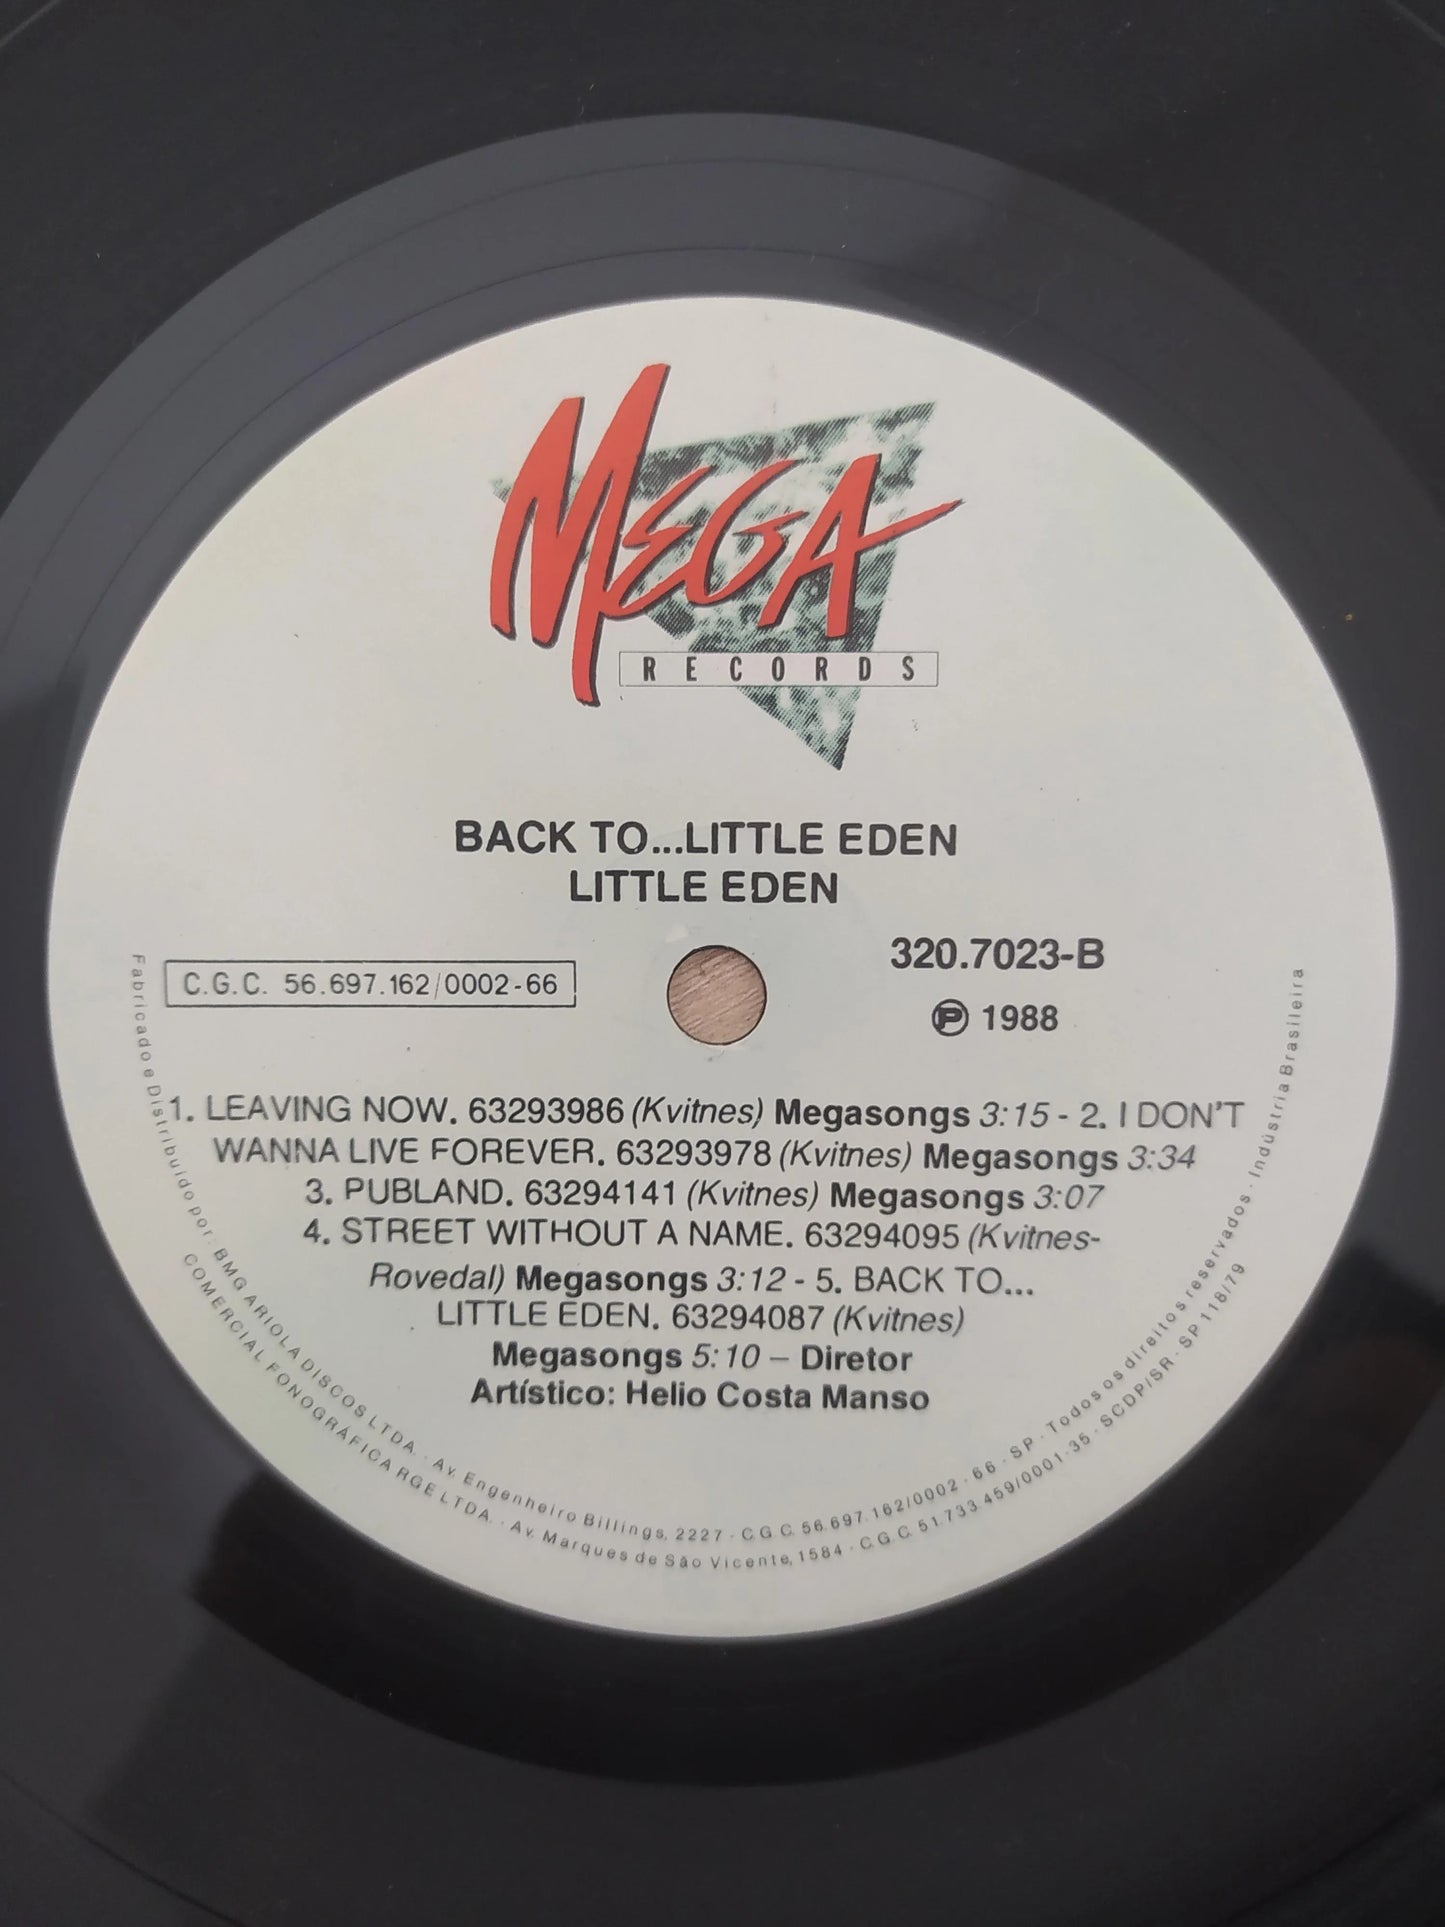 MEGA
RECORDS
BACK TO...LITTLE EDEN
LITTLE EDEN
C.G.C. 56.697.162/0002-66
320.7023-B
Ⓟ 1988
1. LEAVING NOW. 63293986 (Kvitnes) Megasongs 3:15 - 2. I DON'T
WANNA LIVE FOREVER. 63293978 (Kvitnes) Megasongs 3:34
3. PUBLAND. 63294141 (Kvitnes) Megasongs 3:07
4. STREET WITHOUT A NAME. 63294095 (Kvitnes-
Rovedal) Megasongs 3:12 - 5. BACK TO...
LITTLE EDEN. 63294087 (Kvitnes)
Megasongs 5:10 – Diretor
Artístico: Helio Costa Manso
Fabricado e Distribuído por: BMG ARIOLA DISCOS LTDA. · Av. Engenheiro Billings, 2227 · C.G.C. 56.697.162/0002-66 · SP · Todos os direitos reservados · Indústria Brasileira
COMERCIAL FONOGRÁFICA RGE LTDA. · Av. Marques de São Vicente, 1584 · C.G.C. 51.733.459/0001-35 · SCDP/SR · SP 118/79